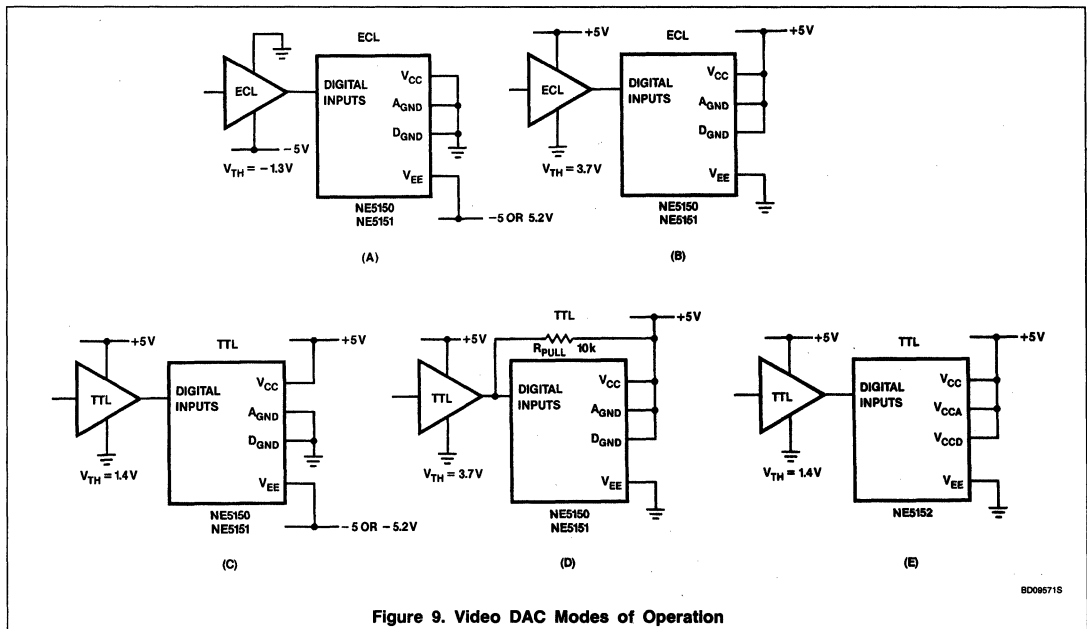 ECL
ECL
DIGITAL
INPUTS
VCC
AGND
DGND
VEE
−5V
VTH = −1.3V
NE5150
NE5151
−5 OR 5.2V
(A)
+5V
ECL
+5V
ECL
DIGITAL
INPUTS
VCC
AGND
DGND
VEE
VTH = 3.7V
NE5150
NE5151
(B)
+5V
TTL
+5V
TTL
DIGITAL
INPUTS
VCC
AGND
DGND
VEE
VTH = 1.4V
NE5150
NE5151
−5 OR −5.2V
(C)
TTL
+5V
RPULL 10k
+5V
TTL
DIGITAL
INPUTS
VCC
AGND
DGND
VEE
VTH = 3.7V
NE5150
NE5151
(D)
+5V
TTL
+5V
TTL
DIGITAL
INPUTS
VCC
VCCA
VCCD
VEE
VTH = 1.4V
NE5152
(E)
BD09571S
Figure 9. Video DAC Modes of Operation